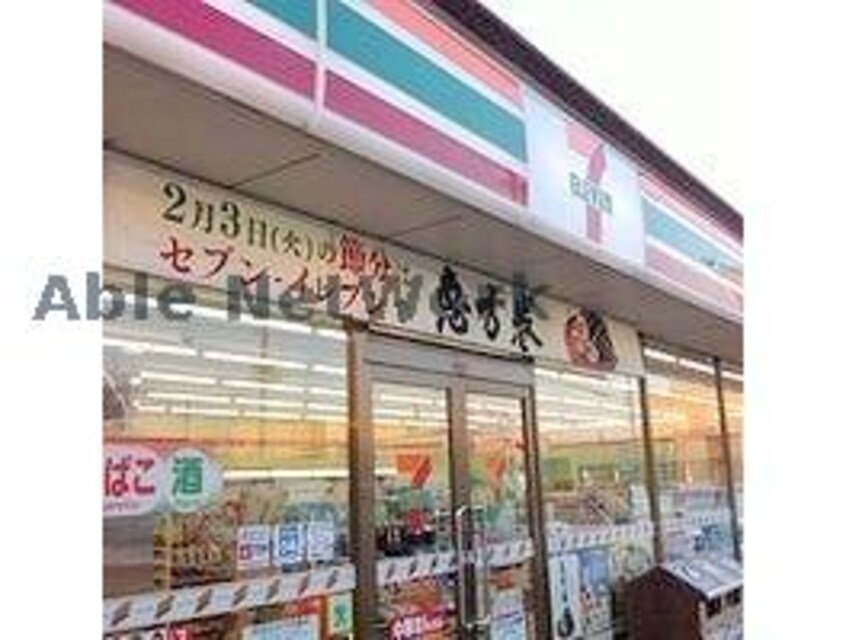 ELEVEN
2月3日(火)の節分は
セブン-イレブン
恵方巻
Able Network
ばこ
酒